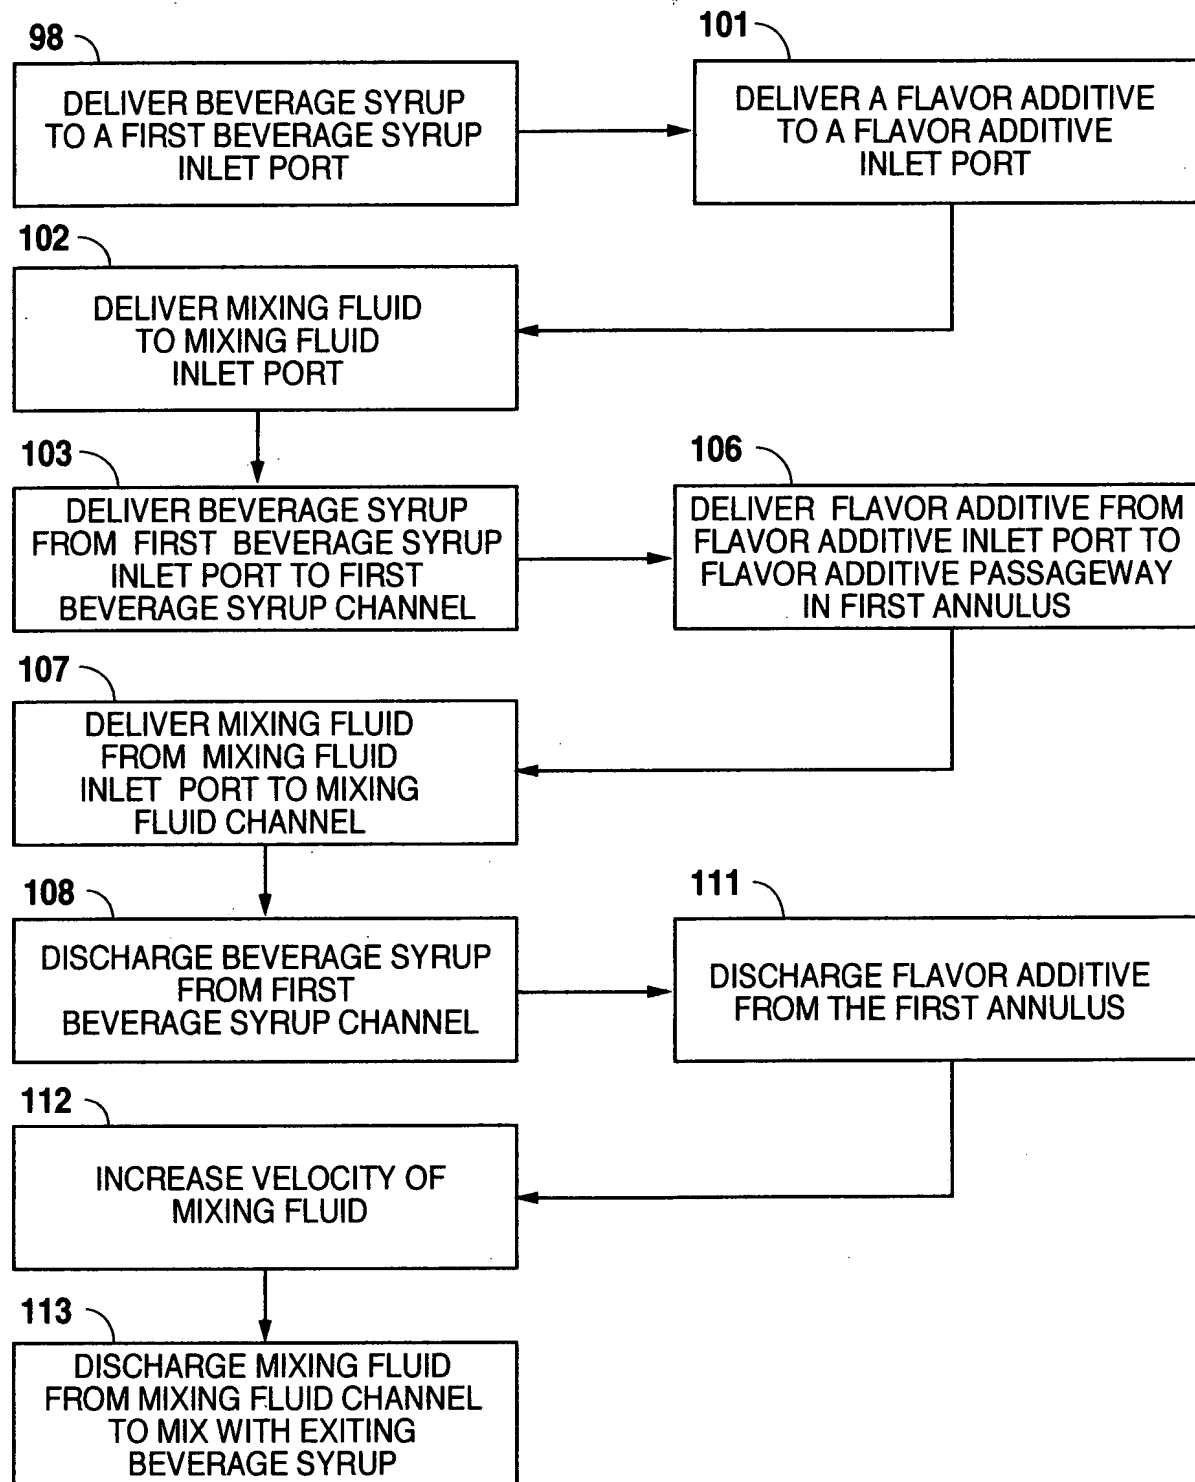 98
DELIVER BEVERAGE SYRUP
TO A FIRST BEVERAGE SYRUP
INLET PORT
101
DELIVER A FLAVOR ADDITIVE
TO A FLAVOR ADDITIVE
INLET PORT
102
DELIVER MIXING FLUID
TO MIXING FLUID
INLET PORT
103
DELIVER BEVERAGE SYRUP
FROM FIRST BEVERAGE SYRUP
INLET PORT TO FIRST
BEVERAGE SYRUP CHANNEL
106
DELIVER FLAVOR ADDITIVE FROM
FLAVOR ADDITIVE INLET PORT TO
FLAVOR ADDITIVE PASSAGEWAY
IN FIRST ANNULUS
107
DELIVER MIXING FLUID
FROM MIXING FLUID
INLET PORT TO MIXING
FLUID CHANNEL
108
DISCHARGE BEVERAGE SYRUP
FROM FIRST
BEVERAGE SYRUP CHANNEL
111
DISCHARGE FLAVOR ADDITIVE
FROM THE FIRST ANNULUS
112
INCREASE VELOCITY OF
MIXING FLUID
113
DISCHARGE MIXING FLUID
FROM MIXING FLUID CHANNEL
TO MIX WITH EXITING
BEVERAGE SYRUP